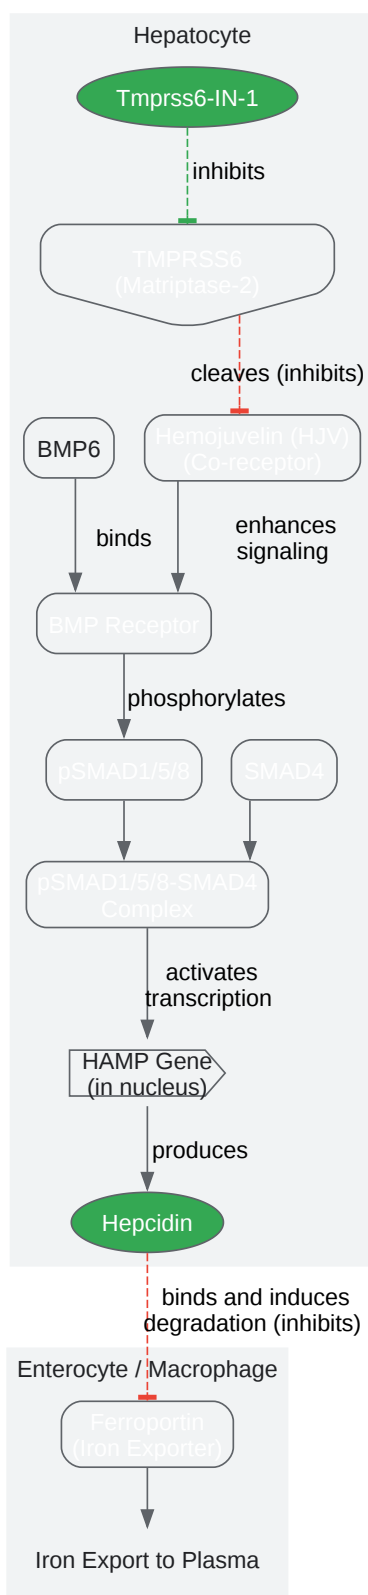 Hepatocyte
Tmprss6-IN-1
inhibits
TMPRSS6
(Matriptase-2)
cleaves (inhibits)
BMP6
Hemojuvelin (HJV)
(Co-receptor)
binds
enhances
signaling
BMP Receptor
phosphorylates
pSMAD1/5/8
SMAD4
pSMAD1/5/8-SMAD4
Complex
activates
transcription
HAMP Gene
(in nucleus)
produces
Hepcidin
binds and induces
degradation (inhibits)
Enterocyte / Macrophage
Ferroportin
(Iron Exporter)
Iron Export to Plasma